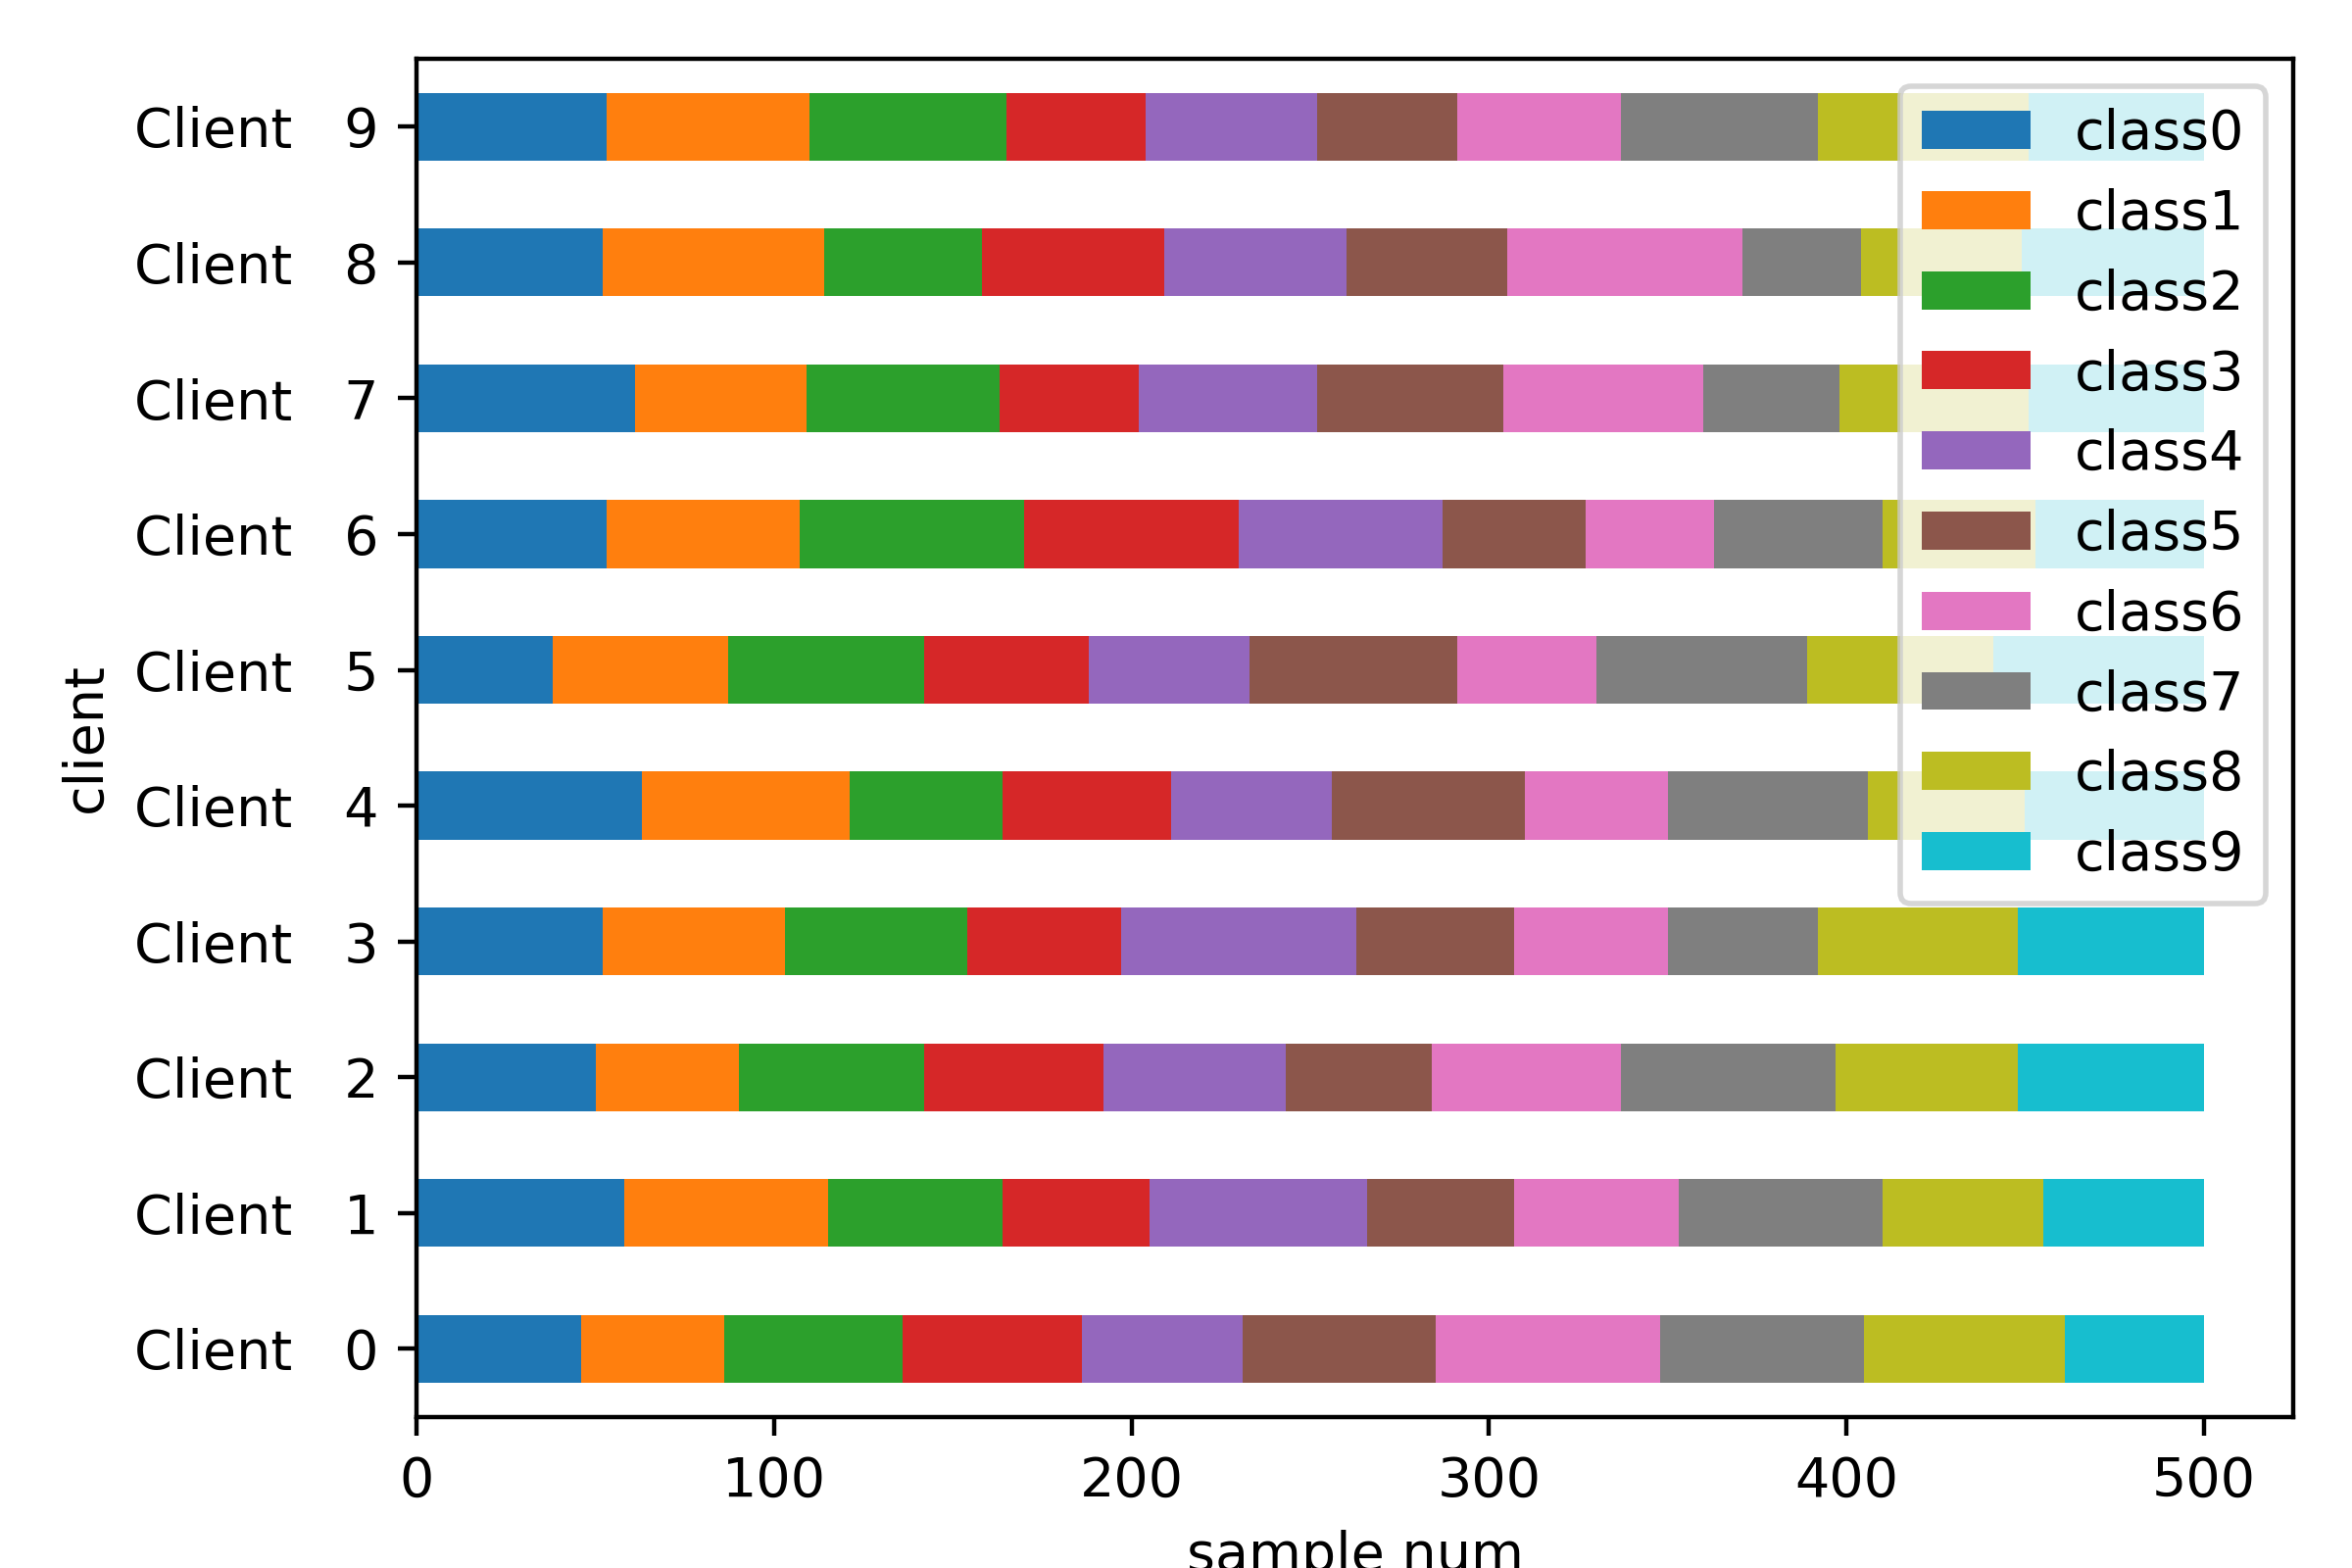 Client 9
Client 8
Client 7
Client 6
Client 5
Client 4
Client 3
Client 2
Client 1
Client 0
client
0 100 200 300 400 500
sample num
class0
class1
class2
class3
class4
class5
class6
class7
class8
class9